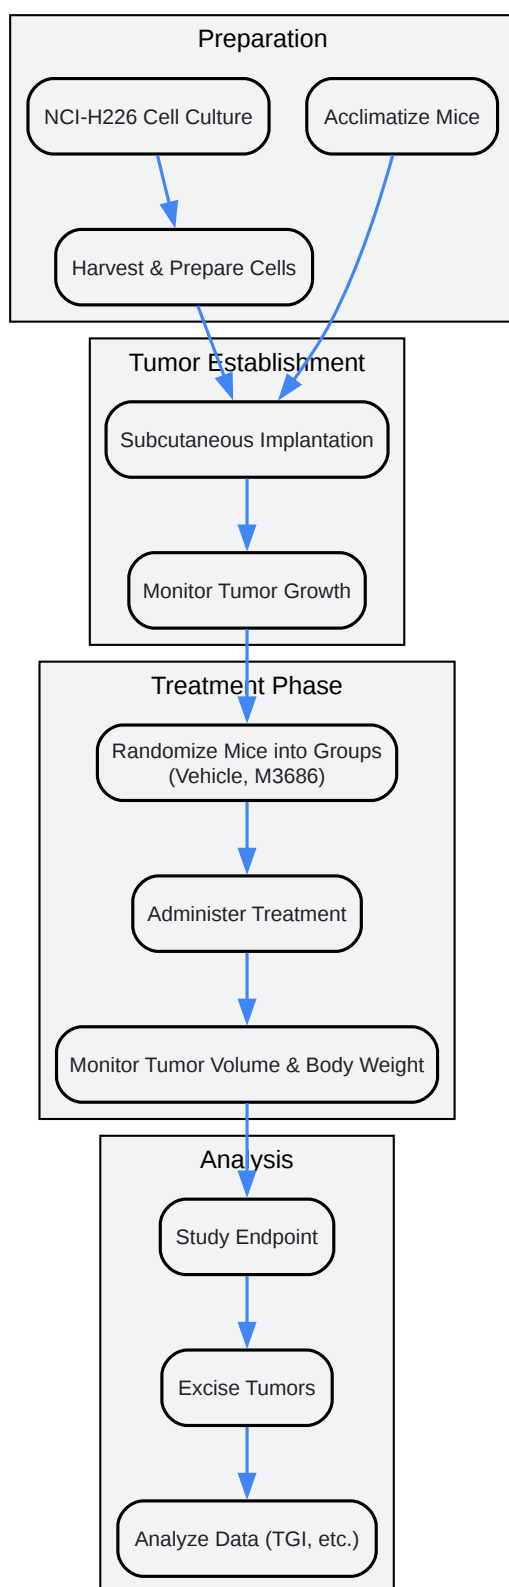 Preparation
NCI-H226 Cell Culture
Acclimatize Mice
Harvest & Prepare Cells
Tumor Establishment
Subcutaneous Implantation
Monitor Tumor Growth
Treatment Phase
Randomize Mice into Groups
(Vehicle, M3686)
Administer Treatment
Monitor Tumor Volume & Body Weight
Analysis
Study Endpoint
Excise Tumors
Analyze Data (TGI, etc.)